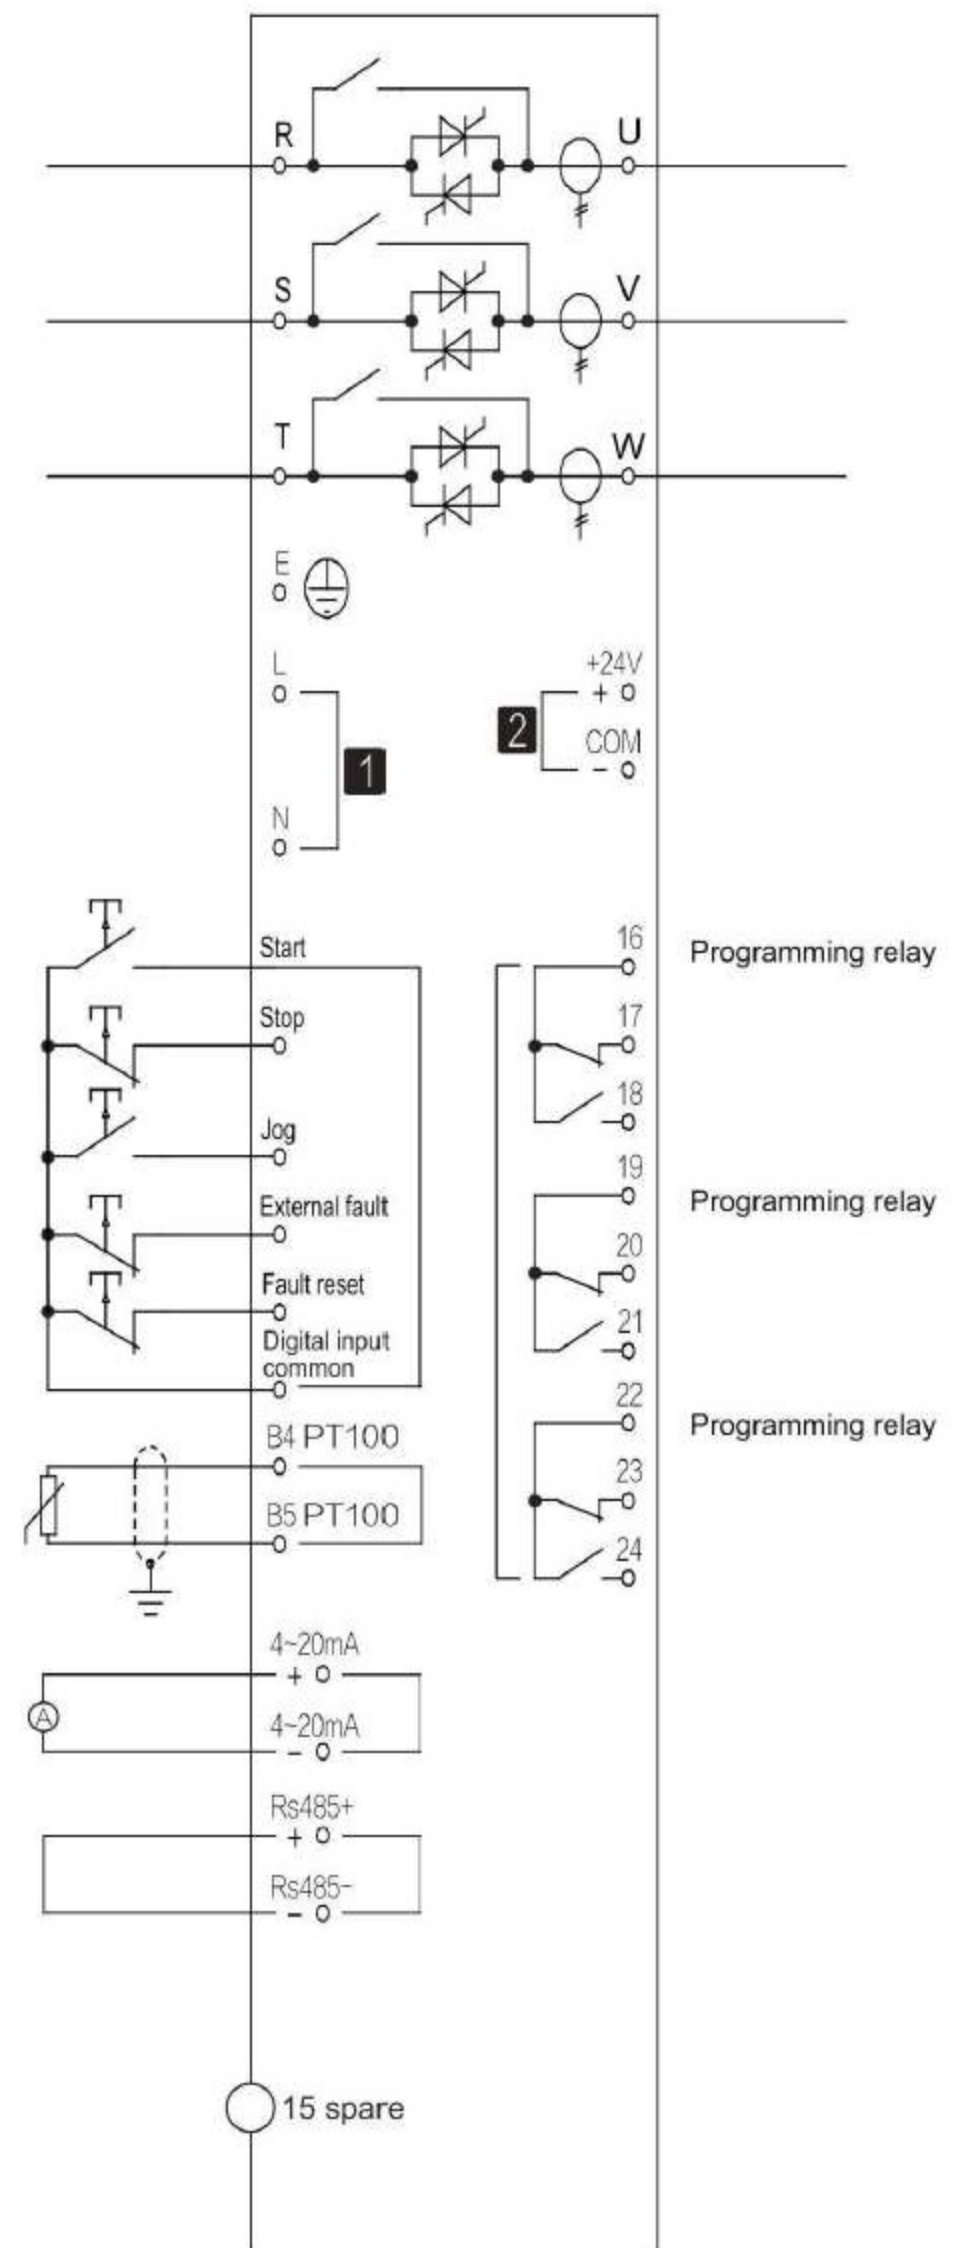 R
U
S
V
T
W
E
L
+24V
+
2
COM
-
1
N
Start
16
Programming relay
Stop
17
18
Jog
19
External fault
Programming relay
20
Fault reset
21
Digital input
common
22
B4 PT100
Programming relay
23
B5 PT100
24
4~20mA
+
A
4~20mA
-
Rs485+
+
Rs485-
-
15 spare